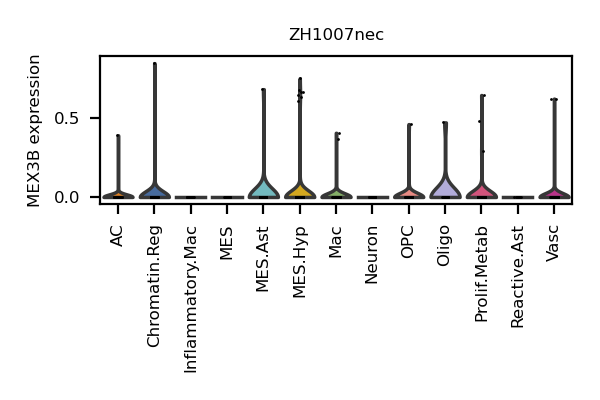 ZH1007nec
MEX3B expression
0.5
0.0
AC
Chromatin.Reg
Inflammatory.Mac
MES
MES.Ast
MES.Hyp
Mac
Neuron
OPC
Oligo
Prolif.Metab
Reactive.Ast
Vasc